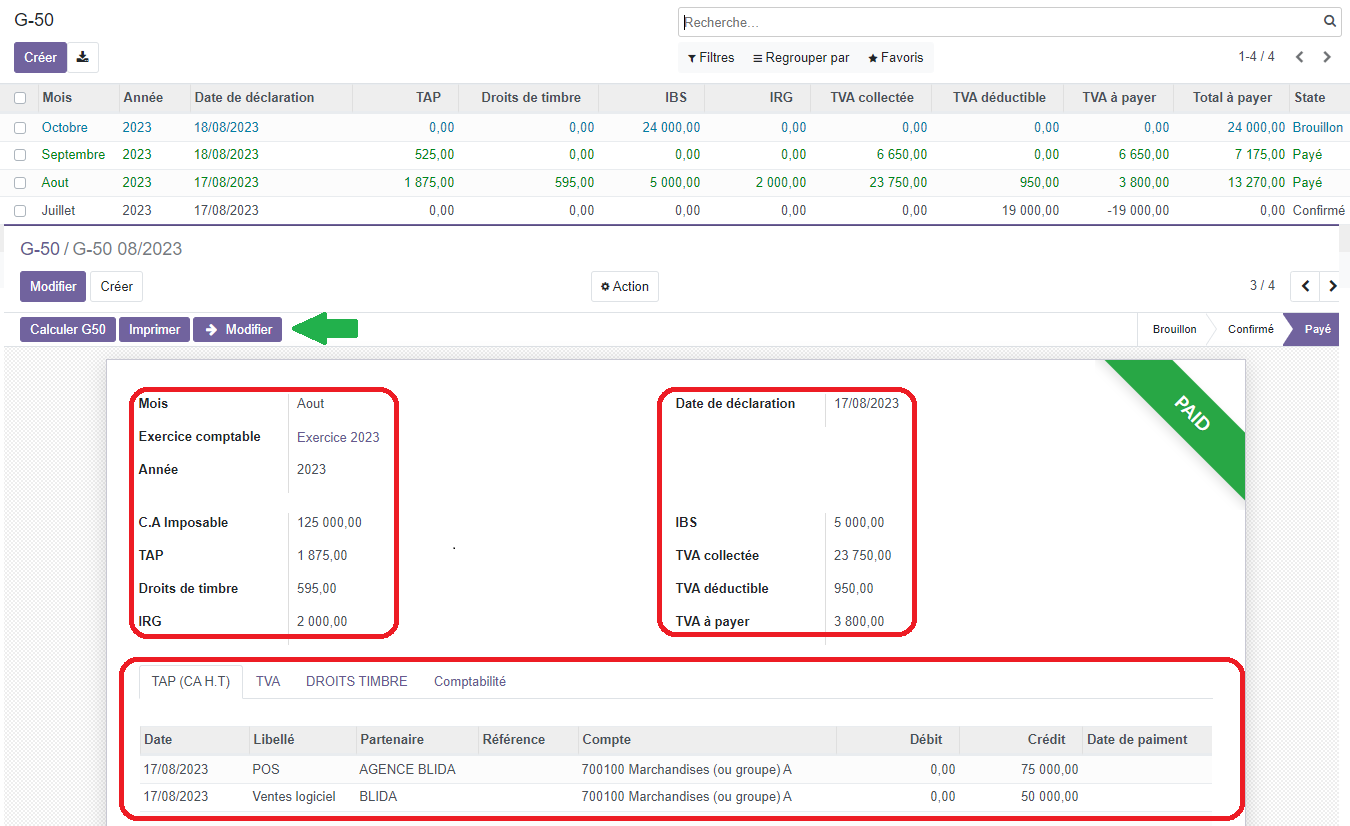 G-50
Recherche...
Créer
Filtres Regrouper par Favoris 1-4 / 4
Mois Année Date de déclaration TAP Droits de timbre IBS IRG TVA collectée TVA déductible TVA à payer Total à payer State
Octobre 2023 18/08/2023 0,00 0,00 24 000,00 0,00 0,00 0,00 0,00 24 000,00 Brouillon
Septembre 2023 18/08/2023 525,00 0,00 0,00 0,00 6 650,00 0,00 6 650,00 7 175,00 Payé
Aout 2023 17/08/2023 1 875,00 595,00 5 000,00 2 000,00 23 750,00 950,00 3 800,00 13 270,00 Payé
Juillet 2023 17/08/2023 0,00 0,00 0,00 0,00 0,00 19 000,00 -19 000,00 0,00 Confirmé
G-50 / G-50 08/2023
Modifier Créer Action 3 / 4
Calculer G50 Imprimer Modifier Brouillon Confirmé Payé
PAID
Mois Aout Date de déclaration 17/08/2023
Exercice comptable Exercice 2023
Année 2023
C.A Imposable 125 000,00 IBS 5 000,00
TAP 1 875,00 TVA collectée 23 750,00
Droits de timbre 595,00 TVA déductible 950,00
IRG 2 000,00 TVA à payer 3 800,00
TAP (CA H.T) TVA DROITS TIMBRE Comptabilité
Date Libellé Partenaire Référence Compte Débit Crédit Date de paiment
17/08/2023 POS AGENCE BLIDA 700100 Marchandises (ou groupe) A 0,00 75 000,00
17/08/2023 Ventes logiciel BLIDA 700100 Marchandises (ou groupe) A 0,00 50 000,00